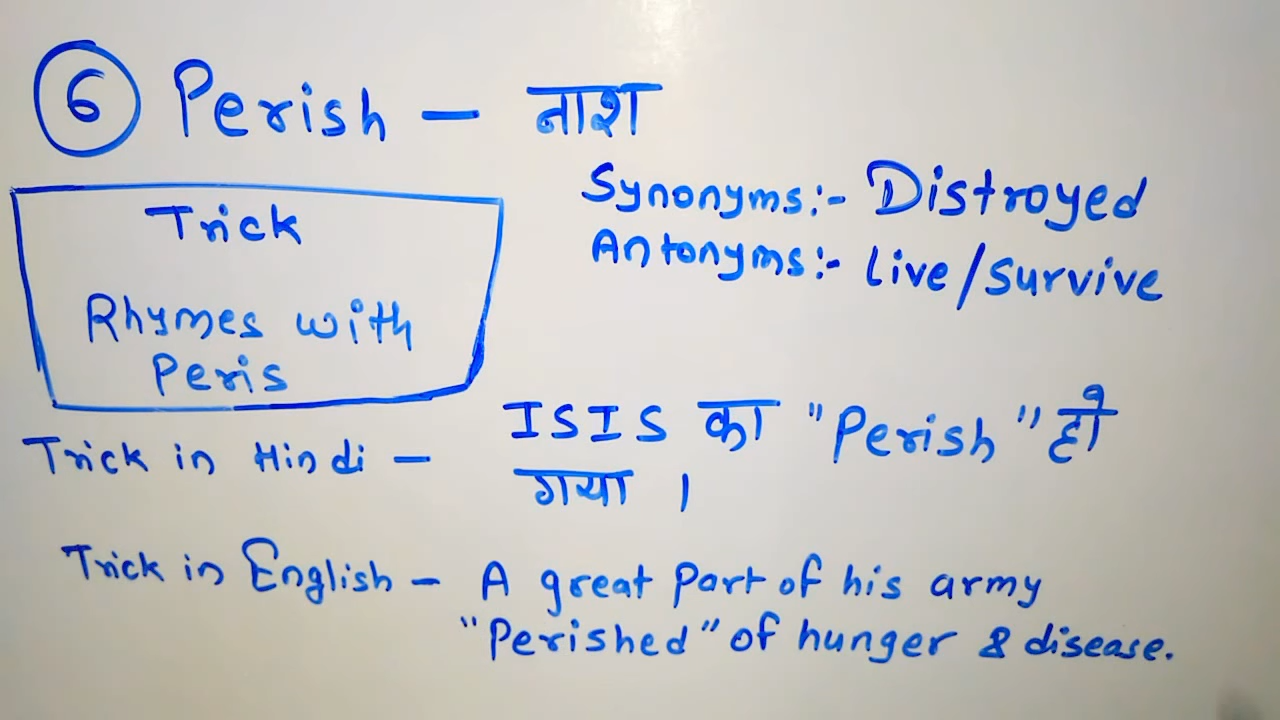 6 Perish - नाश
Synonyms:- Distroyed
Antonyms:- Live/Survive
Trick
Rhymes with
Peris
Trick in Hindi - ISIS का "Perish" हो
गया ।
Trick in English - A great part of his army
"Perished" of hunger & disease.